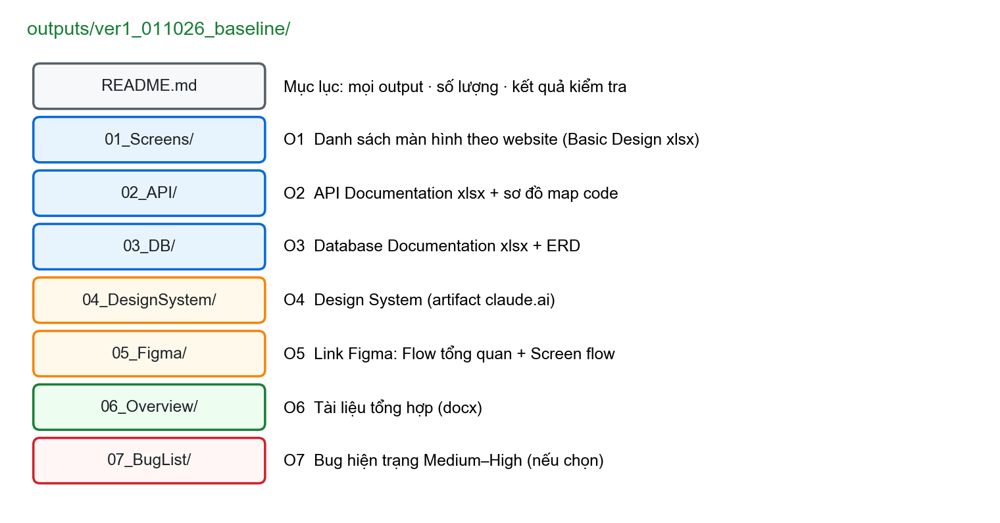 outputs/ver1_011026_baseline/
README.md Mục lục: mọi output · số lượng · kết quả kiểm tra
01_Screens/ O1 Danh sách màn hình theo website (Basic Design xlsx)
02_API/ O2 API Documentation xlsx + sơ đồ map code
03_DB/ O3 Database Documentation xlsx + ERD
04_DesignSystem/ O4 Design System (artifact claude.ai)
05_Figma/ O5 Link Figma: Flow tổng quan + Screen flow
06_Overview/ O6 Tài liệu tổng hợp (docx)
07_BugList/ O7 Bug hiện trạng Medium–High (nếu chọn)